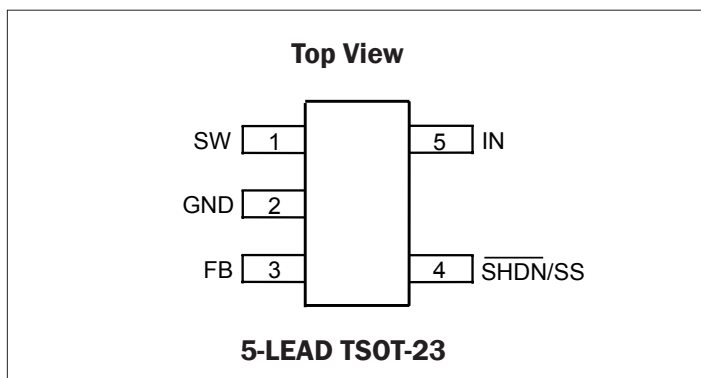 Top View
SW 1 5 IN
GND 2
FB 3 4 SHDN/SS
5-LEAD TSOT-23